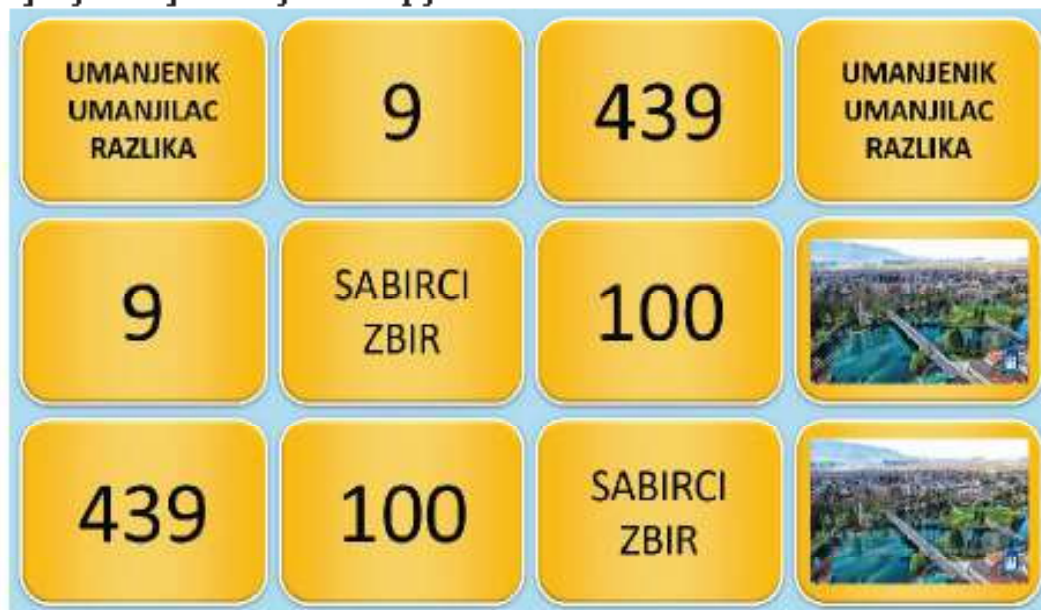 UMANJENIK
UMANJILAC
RAZLIKA
9
439
UMANJENIK
UMANJILAC
RAZLIKA
9
SABIRCI
ZBIR
100
439
100
SABIRCI
ZBIR